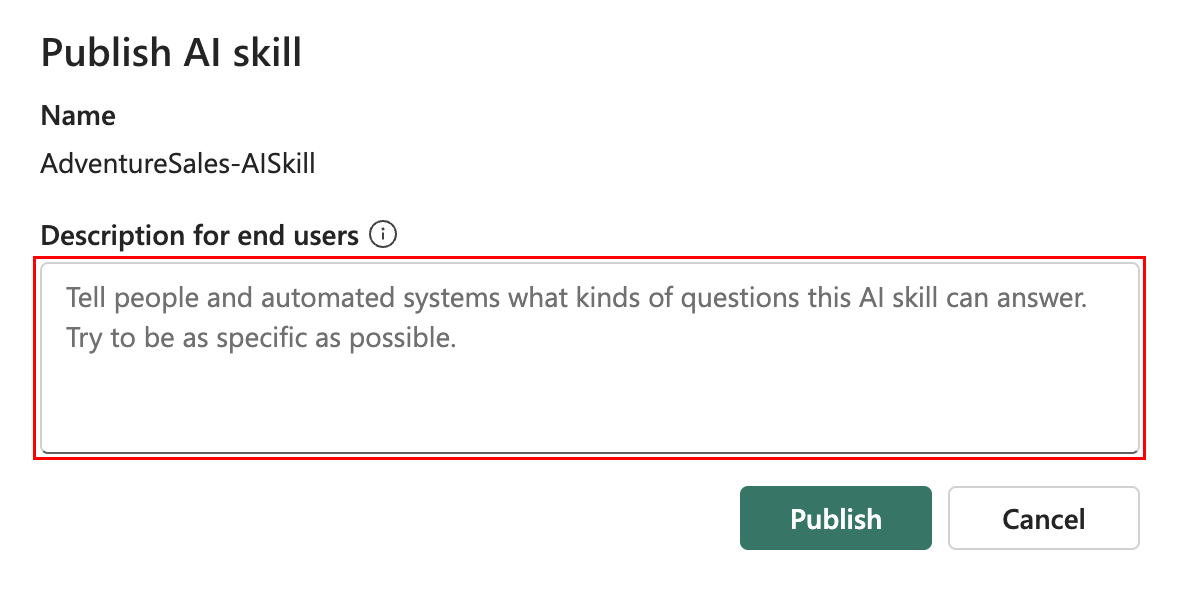 Publish AI skill
Name
AdventureSales-AISkill
Description for end users
Tell people and automated systems what kinds of questions this AI skill can answer.
Try to be as specific as possible.
Publish
Cancel